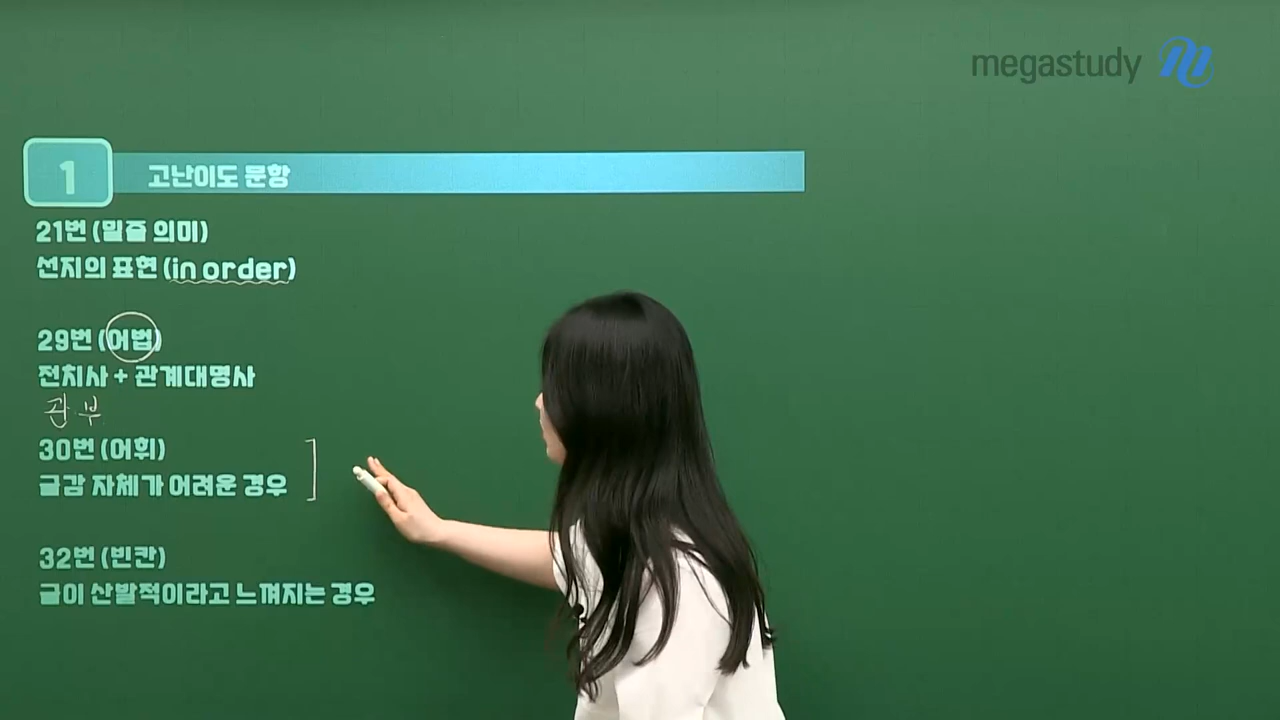 megastudy
1 고난이도 문항
21번 (밑줄 의미)
선지의 표현 (in order)
29번 (어법)
전치사 + 관계대명사
관 부
30번 (어휘)
글감 자체가 어려운 경우
32번 (빈칸)
글이 산발적이라고 느껴지는 경우